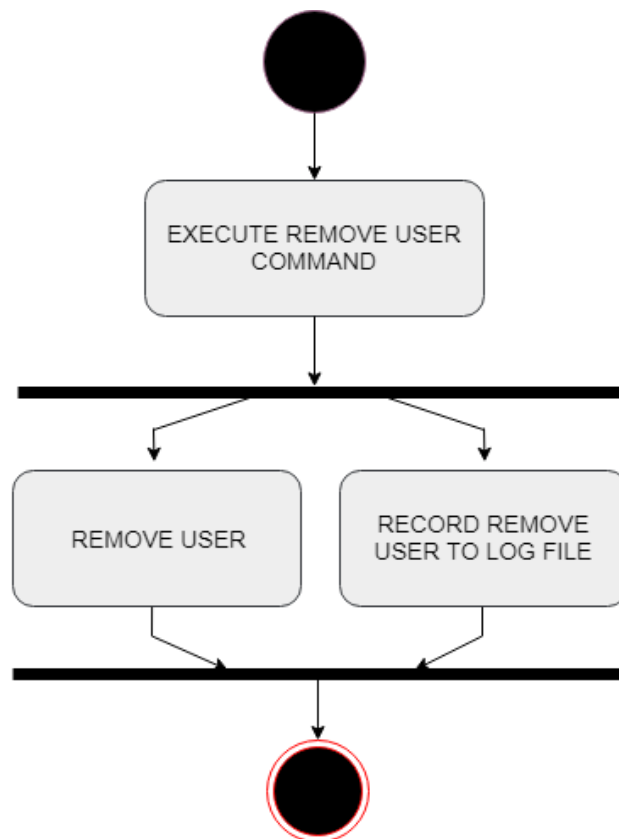 EXECUTE REMOVE USER
COMMAND
REMOVE USER
RECORD REMOVE
USER TO LOG FILE